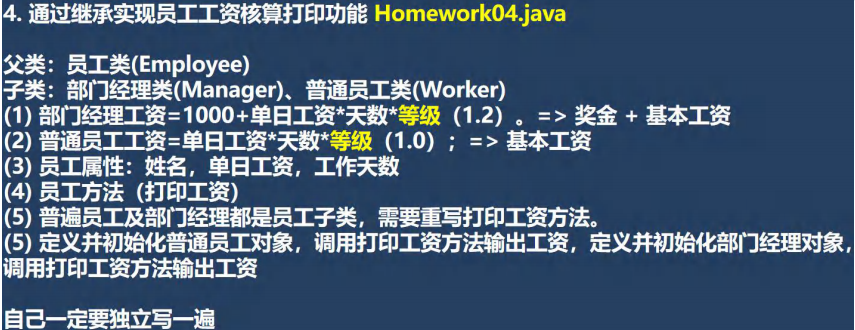 4. 通过继承实现员工工资核算打印功能 Homework04.java
父类：员工类(Employee)
子类：部门经理类(Manager)、普通员工类(Worker)
(1) 部门经理工资=1000+单日工资*天数*等级（1.2）。=> 奖金 + 基本工资
(2) 普通员工工资=单日工资*天数*等级（1.0）；=> 基本工资
(3) 员工属性：姓名，单日工资，工作天数
(4) 员工方法（打印工资）
(5) 普遍员工及部门经理都是员工子类，需要重写打印工资方法。
(5) 定义并初始化普通员工对象，调用打印工资方法输出工资，定义并初始化部门经理对象，
调用打印工资方法输出工资
自己一定要独立写一遍